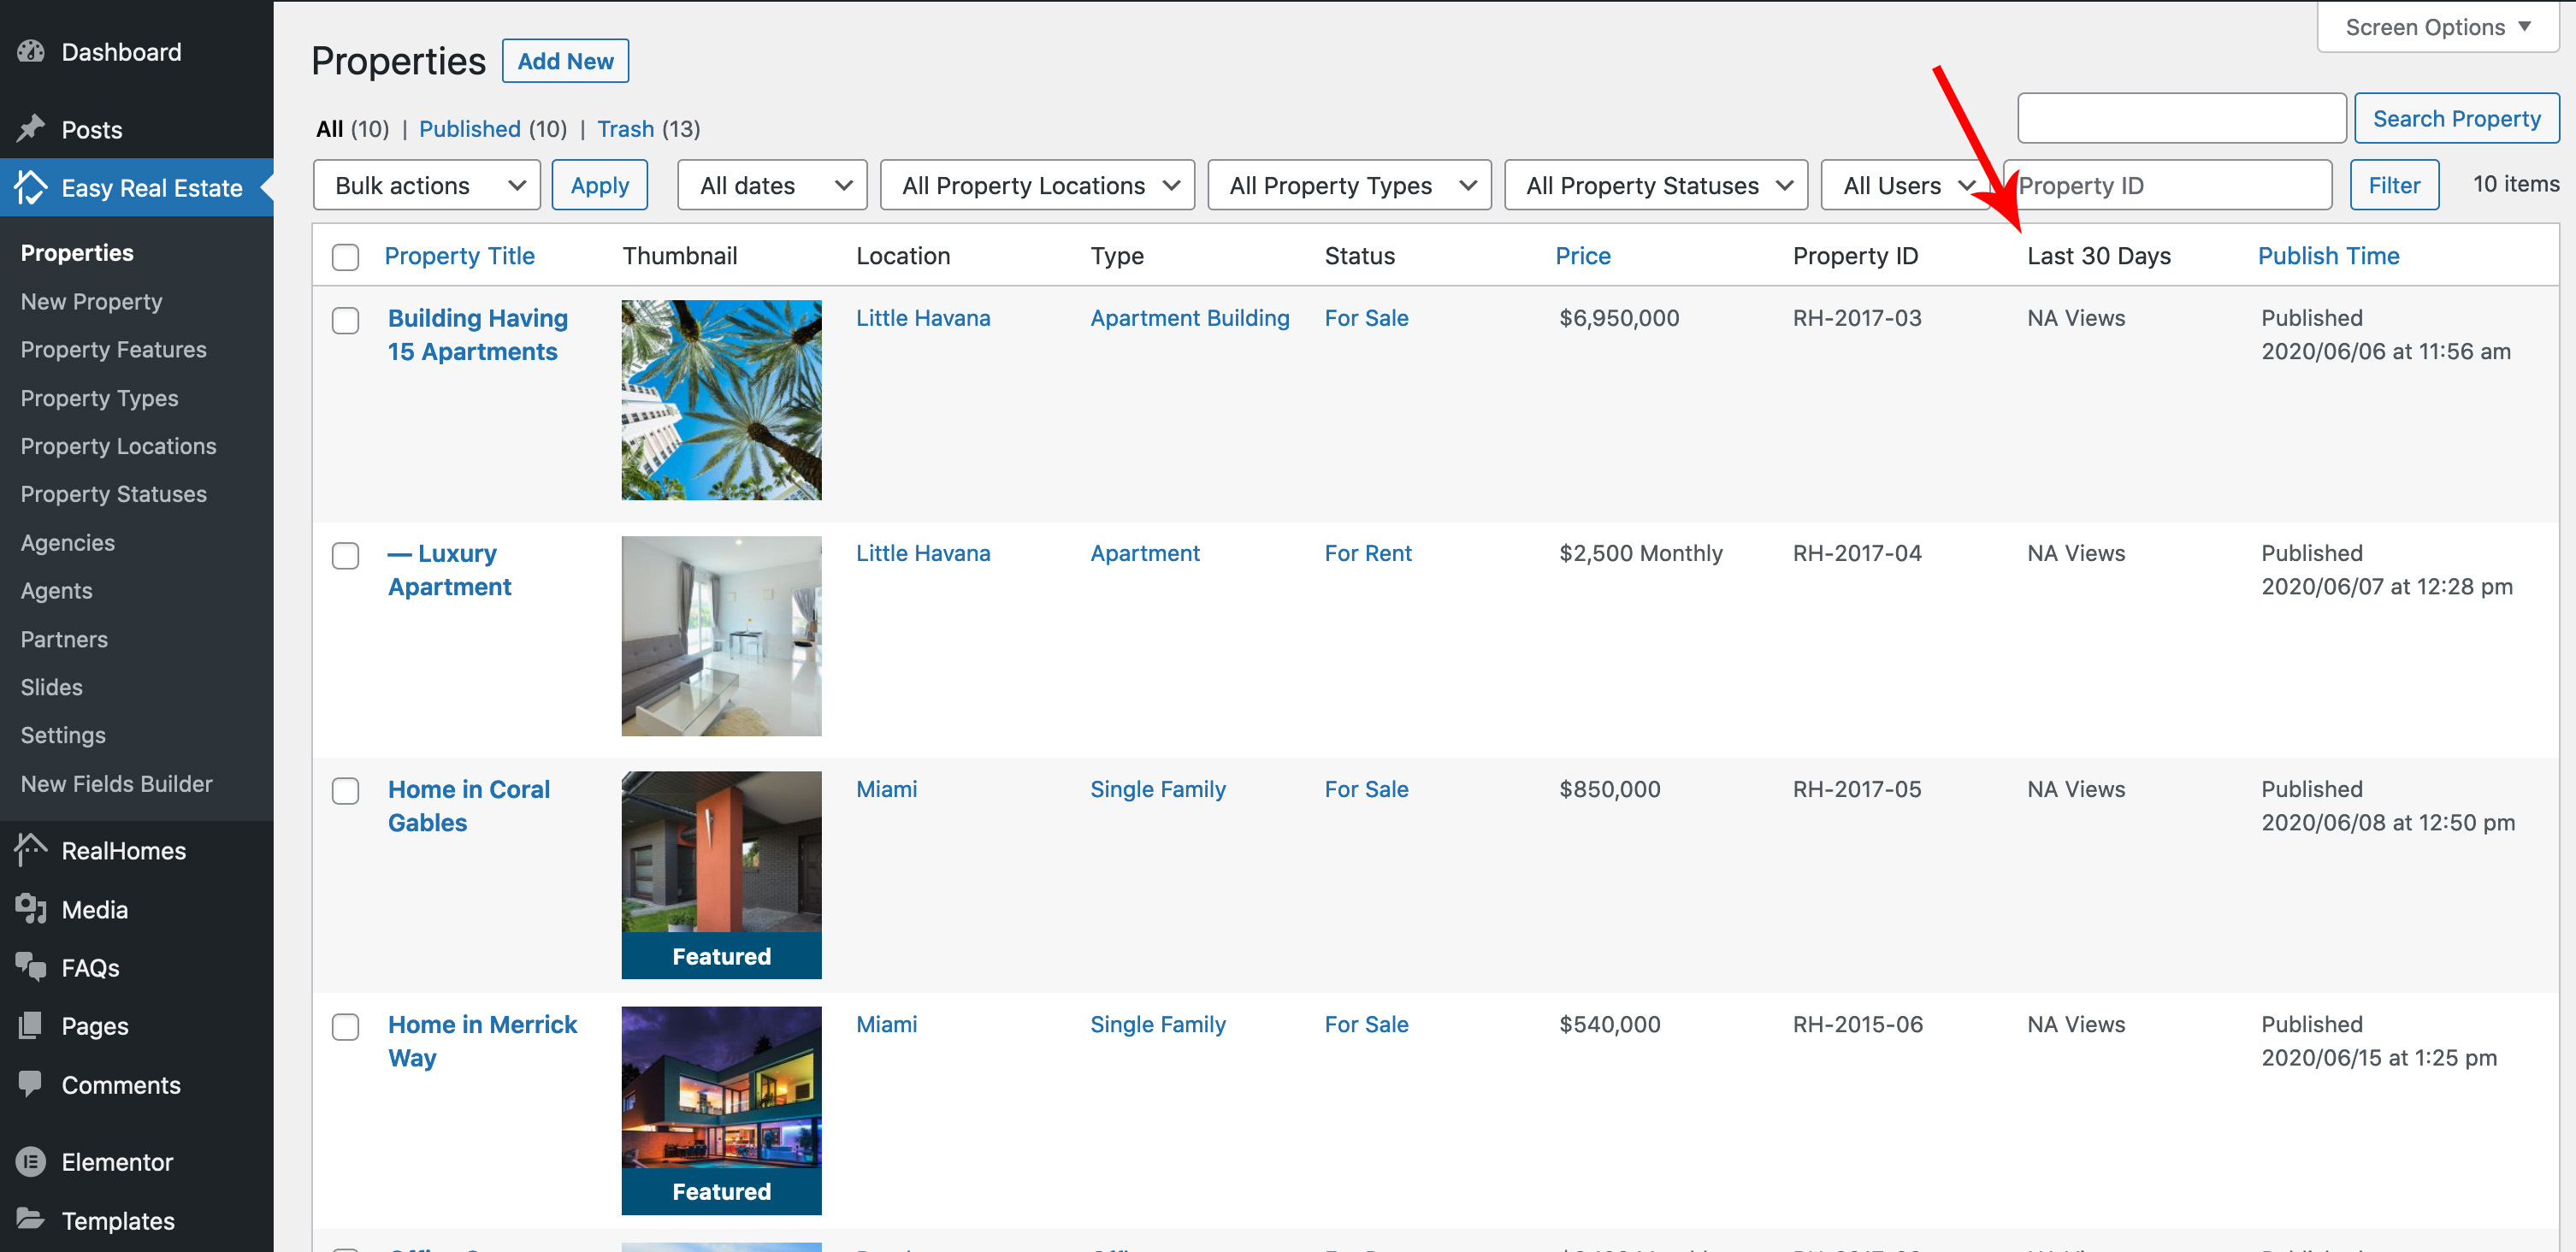 Dashboard
Posts
Easy Real Estate
Properties
New Property
Property Features
Property Types
Property Locations
Property Statuses
Agencies
Agents
Partners
Slides
Settings
New Fields Builder
RealHomes
Media
FAQs
Pages
Comments
Elementor
Templates
Screen Options
Properties Add New
All (10) | Published (10) | Trash (13)
Search Property
Bulk actions Apply All dates All Property Locations All Property Types All Property Statuses All Users Property ID Filter 10 items
Property Title Thumbnail Location Type Status Price Property ID Last 30 Days Publish Time
Building Having Little Havana Apartment Building For Sale $6,950,000 RH-2017-03 NA Views Published
15 Apartments 2020/06/06 at 11:56 am
— Luxury Little Havana Apartment For Rent $2,500 Monthly RH-2017-04 NA Views Published
Apartment 2020/06/07 at 12:28 pm
Home in Coral Miami Single Family For Sale $850,000 RH-2017-05 NA Views Published
Gables 2020/06/08 at 12:50 pm
Featured
Home in Merrick Miami Single Family For Sale $540,000 RH-2015-06 NA Views Published
Way 2020/06/15 at 1:25 pm
Featured